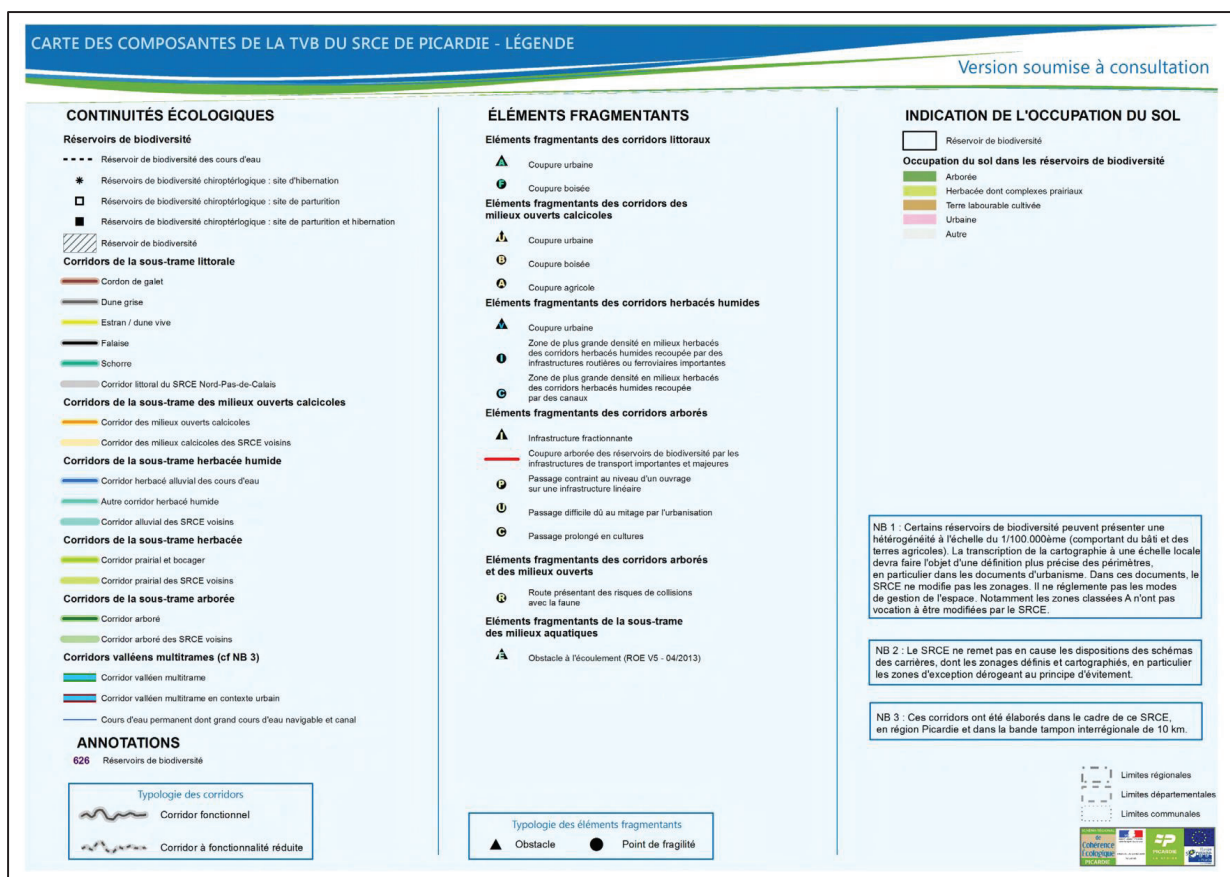 CARTE DES COMPOSANTES DE LA TVB DU SRCE DE PICARDIE - LÉGENDE
Version soumise à consultation
CONTINUITÉS ÉCOLOGIQUES
Réservoirs de biodiversité
Réservoir de biodiversité des cours d'eau
Réservoirs de biodiversité chiroptérlogique : site d'hibernation
Réservoirs de biodiversité chiroptérlogique : site de parturition
Réservoirs de biodiversité chiroptérlogique : site de parturition et hibernation
Réservoir de biodiversité
Corridors de la sous-trame littorale
Cordon de galet
Dune grise
Estran / dune vive
Falaise
Schorre
Corridor littoral du SRCE Nord-Pas-de-Calais
Corridors de la sous-trame des milieux ouverts calcicoles
Corridor des milieux ouverts calcicoles
Corridor des milieux calcicoles des SRCE voisins
Corridors de la sous-trame herbacée humide
Corridor herbacé alluvial des cours d'eau
Autre corridor herbacé humide
Corridor alluvial des SRCE voisins
Corridors de la sous-trame herbacée
Corridor prairial et bocager
Corridor prairial des SRCE voisins
Corridors de la sous-trame arborée
Corridor arboré
Corridor arboré des SRCE voisins
Corridors valléens multitrames (cf NB 3)
Corridor valléen multitrame
Corridor valléen multitrame en contexte urbain
Cours d'eau permanent dont grand cours d'eau navigable et canal
ANNOTATIONS
626 Réservoirs de biodiversité
Typologie des corridors
Corridor fonctionnel
Corridor à fonctionnalité réduite
ÉLÉMENTS FRAGMENTANTS
Eléments fragmentants des corridors littoraux
Coupure urbaine
F Coupure boisée
Eléments fragmentants des corridors des
milieux ouverts calcicoles
U Coupure urbaine
B Coupure boisée
A Coupure agricole
Eléments fragmentants des corridors herbacés humides
V Coupure urbaine
Zone de plus grande densité en milieu herbacé
des corridors herbacés humides recoupée par des
I infrastructures routières ou ferroviaires importantes
Zone de plus grande densité en milieu herbacé
C des corridors herbacés humides recoupée
par des canaux
Eléments fragmentants des corridors arborés
I Infrastructure fractionnante
Coupure arborée des réservoirs de biodiversité par les
infrastructures de transport importantes et majeures
P Passage contraint au niveau d'un ouvrage
sur une infrastructure linéaire
U Passage difficile dû au mitage par l'urbanisation
C Passage prolongé en cultures
Eléments fragmentants des corridors arborés
et des milieux ouverts
R Route présentant des risques de collisions
avec la faune
Eléments fragmentants de la sous-trame
des milieux aquatiques
E Obstacle à l'écoulement (ROE V5 - 04/2013)
Typologie des éléments fragmentants
Obstacle
Point de fragilité
INDICATION DE L'OCCUPATION DU SOL
Réservoir de biodiversité
Occupation du sol dans les réservoirs de biodiversité
Arborée
Herbacée dont complexes prairiaux
Terre labourable cultivée
Urbaine
Autre
NB 1 : Certains réservoirs de biodiversité peuvent présenter une
hétérogénéité à l'échelle du 1/100.000ème (comportant du bâti et des
terres agricoles). La transcription de la cartographie à une échelle locale
devra faire l'objet d'une définition plus précise des périmètres,
en particulier dans les documents d'urbanisme. Dans ces documents, le
SRCE ne modifie pas les zonages. Il ne réglemente pas les modes
de gestion de l'espace. Notamment les zones classées A n'ont pas
vocation à être modifiées par le SRCE.
NB 2 : Le SRCE ne remet pas en cause les dispositions des schémas
des carrières, dont les zonages définis et cartographiés, en particulier
les zones d'exception dérogeant au principe d'évitement.
NB 3 : Ces corridors ont été élaborés dans le cadre de ce SRCE,
en région Picardie et dans la bande tampon interrégionale de 10 km.
Limites régionales
Limites départementales
Limites communales
Cohérence
Écologique
PICARDIE
PICARDIE